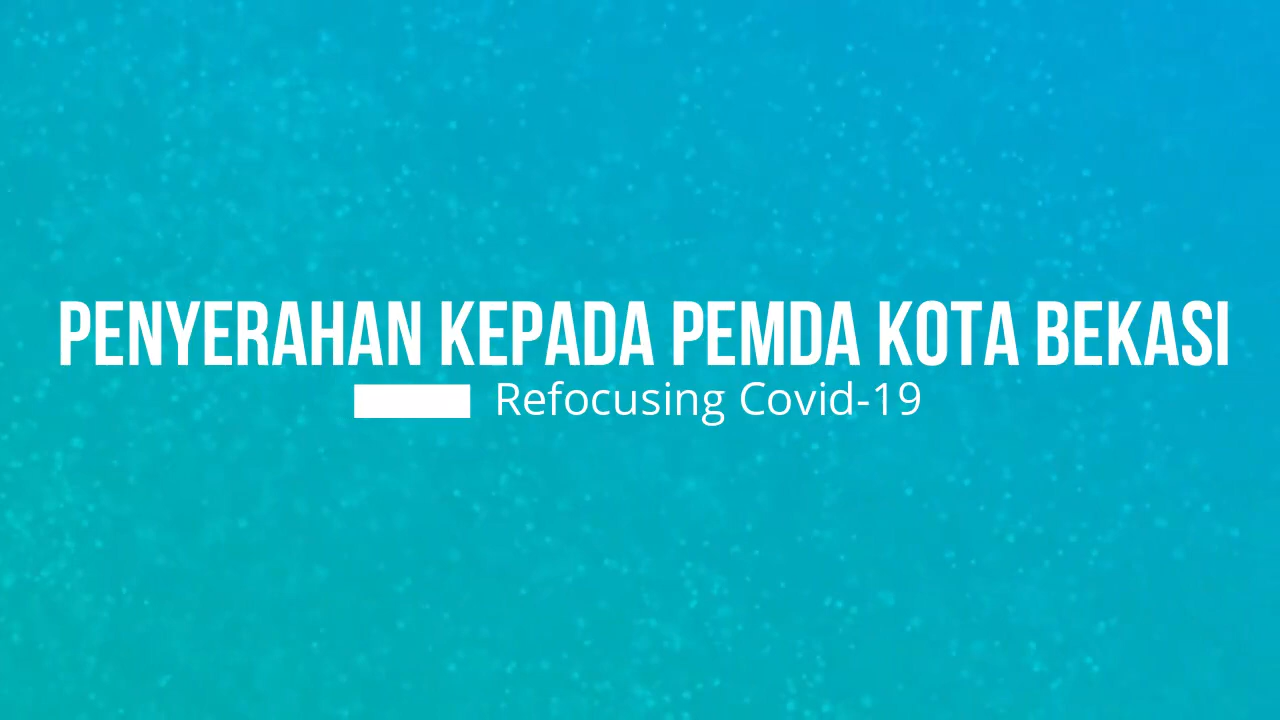 PENYERAHAN KEPADA PEMDA KOTA BEKASI
Refocusing Covid-19